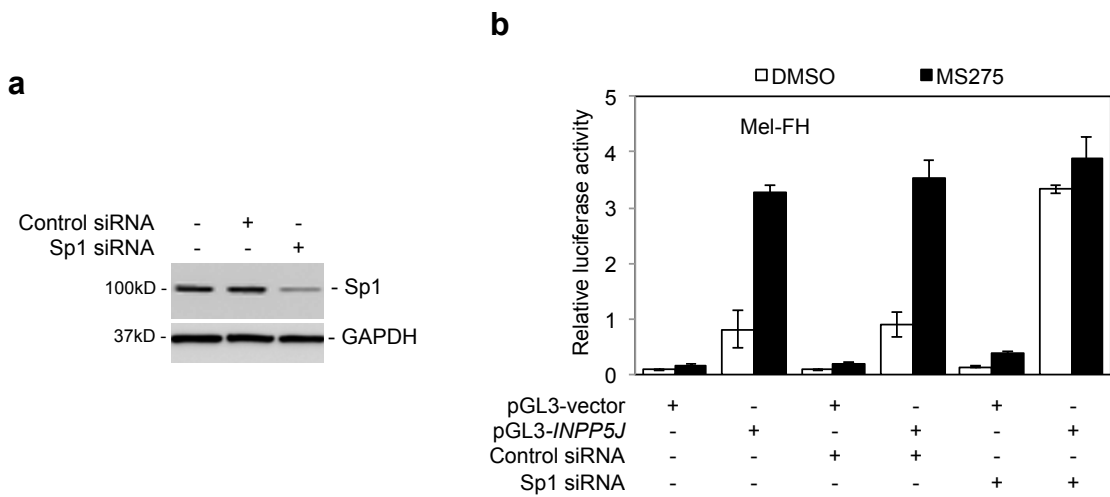 a
Control siRNA - + -
Sp1 siRNA - - +
100kD - - Sp1
37kD - - GAPDH
b
DMSO MS275
Mel-FH
Relative luciferase activity
5
4
3
2
1
0
pGL3-vector + - + - + -
pGL3-INPP5J - + - + - +
Control siRNA - - + + - -
Sp1 siRNA - - - - + +